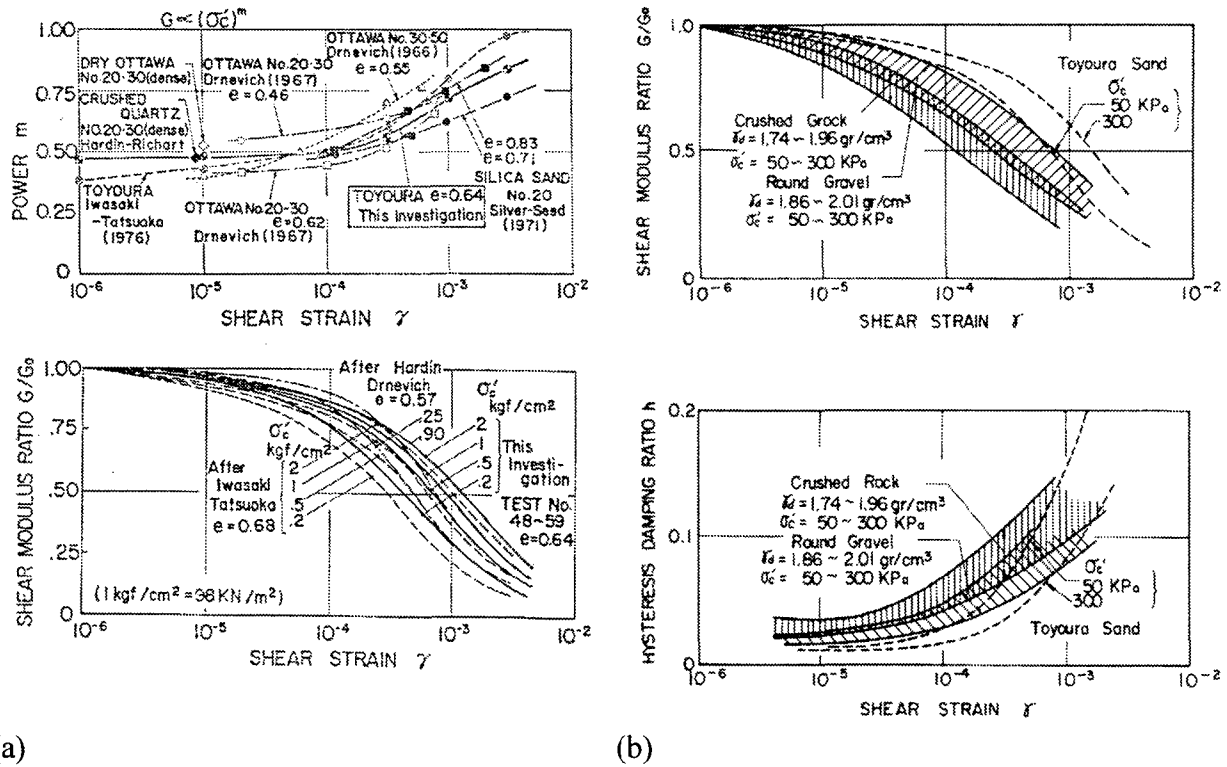 G∝(σc')^m
OTTAWA No.30-50
Drnevich(1966)
e=0.55
DRY OTTAWA
No.20-30(dense)
OTTAWA No.20-30
Drnevich(1967)
e=0.46
CRUSHED
QUARTZ
NO.20-30(dense)
Hardin-Richart
POWER m
1.00
0.75
0.50
0.25
0
e=0.83
e=0.71
SILICA SAND
No.20
Silver-Seed
(1971)
TOYOURA
Iwasaki
-Tatsuoka
(1976)
OTTAWA No.20-30
e=0.62
Drnevich(1967)
TOYOURA e=0.64
This Investigation
10-6 10-5 10-4 10-3 10-2
SHEAR STRAIN γ
SHEAR MODULUS RATIO G/Go
1.00
.75
.50
.25
0
After Hardin
Drnevich
e=0.57
.25
.90
σc'
kgf/cm2
2
1
.5
.2
This
Investi-
gation
σc'
kgf/cm2
After
Iwasaki
Tatsuoka
e=0.68
2
1
.5
.2
TEST No.
48~59
e=0.64
(1 kgf/cm2=98 KN/m2)
10-6 10-5 10-4 10-3 10-2
SHEAR STRAIN γ
a)
SHEAR MODULUS RATIO G/Go
1.0
0.5
0
Toyoura Sand
σc'
50 KPa
300
Crushed Grock
γd=1.74~1.96 gr/cm3
σc'= 50~300 KPa
Round Gravel
γd=1.86~2.01 gr/cm3
σc'= 50~300 KPa
10-6 10-5 10-4 10-3 10-2
SHEAR STRAIN γ
HYSTERESIS DAMPING RATIO h
0.2
0.1
0
Crushed Rock
γd=1.74~1.96 gr/cm3
σc'= 50~300 KPa
Round Gravel
γd=1.86~2.01 gr/cm3
σc'= 50~300 KPa
σc'
50 KPa
300
Toyoura Sand
10-6 10-5 10-4 10-3 10-2
SHEAR STRAIN γ
(b)